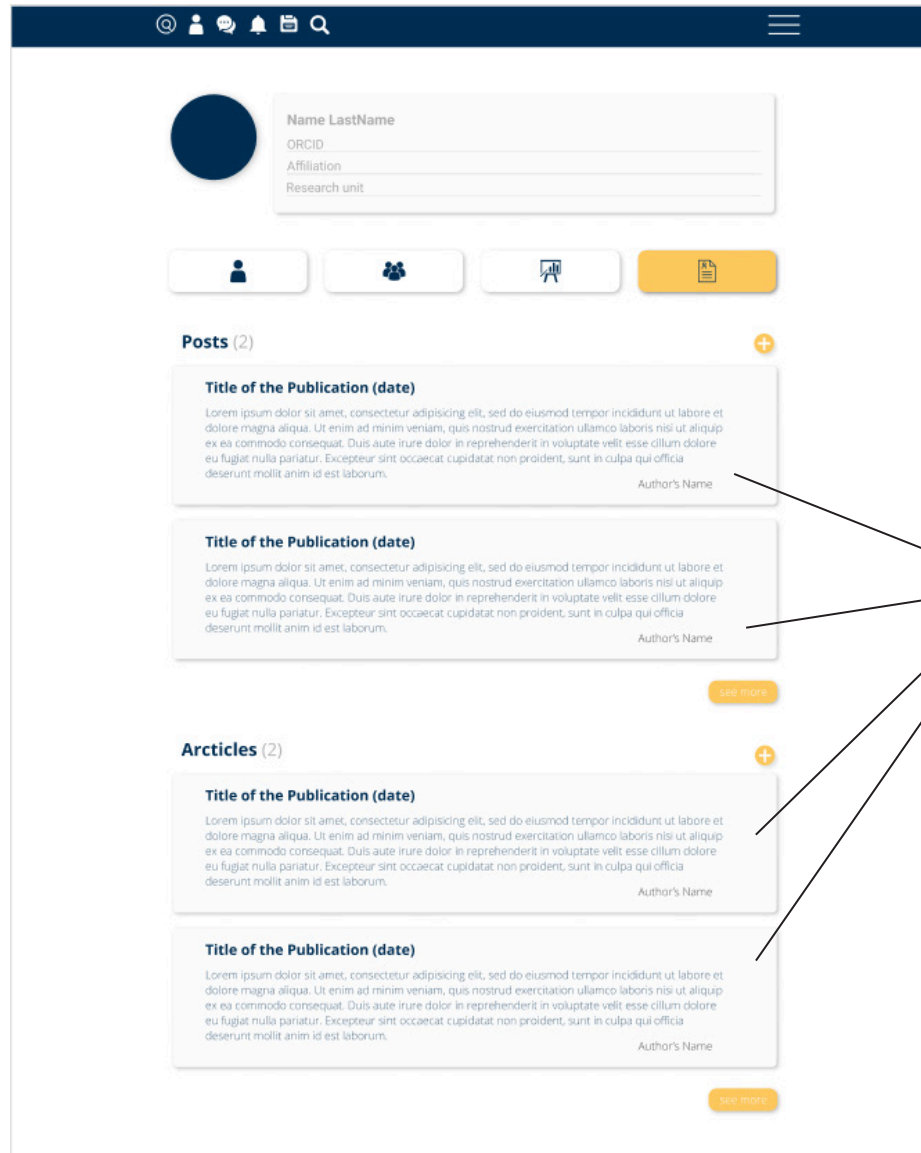 Name LastName
ORCID
Affiliation
Research unit
Posts (2)
Title of the Publication (date)
Lorem ipsum dolor sit amet, consectetur adipisicing elit, sed do eiusmod tempor incididunt ut labore et
dolore magna aliqua. Ut enim ad minim veniam, quis nostrud exercitation ullamco laboris nisi ut aliquip
ex ea commodo consequat. Duis aute irure dolor in reprehenderit in voluptate velit esse cillum dolore
eu fugiat nulla pariatur. Excepteur sint occaecat cupidatat non proident, sunt in culpa qui officia
deserunt mollit anim id est laborum.
Author's Name
Title of the Publication (date)
Lorem ipsum dolor sit amet, consectetur adipisicing elit, sed do eiusmod tempor incididunt ut labore et
dolore magna aliqua. Ut enim ad minim veniam, quis nostrud exercitation ullamco laboris nisi ut aliquip
ex ea commodo consequat. Duis aute irure dolor in reprehenderit in voluptate velit esse cillum dolore
eu fugiat nulla pariatur. Excepteur sint occaecat cupidatat non proident, sunt in culpa qui officia
deserunt mollit anim id est laborum.
Author's Name
see more
Arcticles (2)
Title of the Publication (date)
Lorem ipsum dolor sit amet, consectetur adipisicing elit, sed do eiusmod tempor incididunt ut labore et
dolore magna aliqua. Ut enim ad minim veniam, quis nostrud exercitation ullamco laboris nisi ut aliquip
ex ea commodo consequat. Duis aute irure dolor in reprehenderit in voluptate velit esse cillum dolore
eu fugiat nulla pariatur. Excepteur sint occaecat cupidatat non proident, sunt in culpa qui officia
deserunt mollit anim id est laborum.
Author's Name
Title of the Publication (date)
Lorem ipsum dolor sit amet, consectetur adipisicing elit, sed do eiusmod tempor incididunt ut labore et
dolore magna aliqua. Ut enim ad minim veniam, quis nostrud exercitation ullamco laboris nisi ut aliquip
ex ea commodo consequat. Duis aute irure dolor in reprehenderit in voluptate velit esse cillum dolore
eu fugiat nulla pariatur. Excepteur sint occaecat cupidatat non proident, sunt in culpa qui officia
deserunt mollit anim id est laborum.
Author's Name
see more